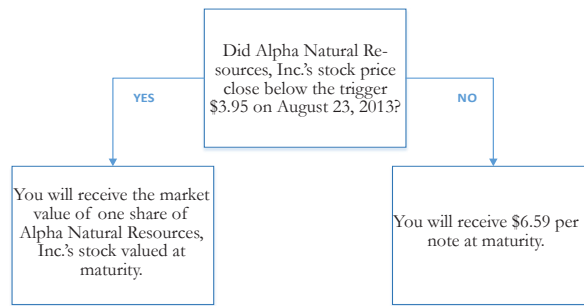 Did Alpha Natural Re-
sources, Inc.'s stock price
close below the trigger
$3.95 on August 23, 2013?
YES
NO
You will receive the market
value of one share of
Alpha Natural Resources,
Inc.'s stock valued at
maturity.
You will receive $6.59 per
note at maturity.